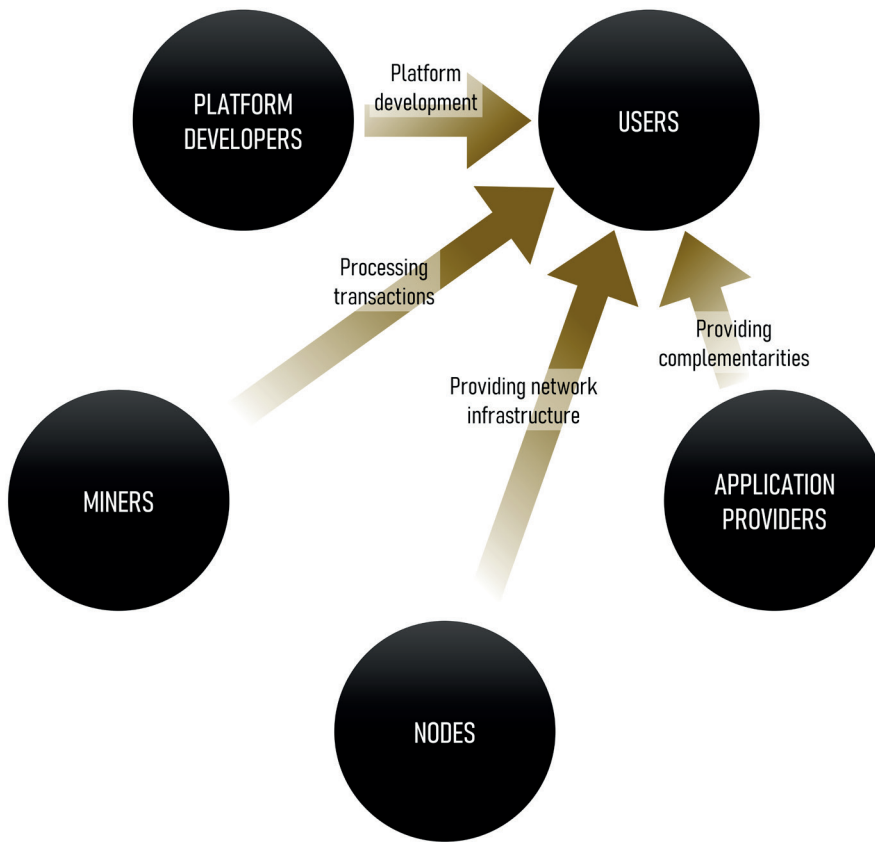 PLATFORM
DEVELOPERS
Platform
development
USERS
Processing
transactions
Providing
complementarities
Providing network
infrastructure
MINERS
APPLICATION
PROVIDERS
NODES